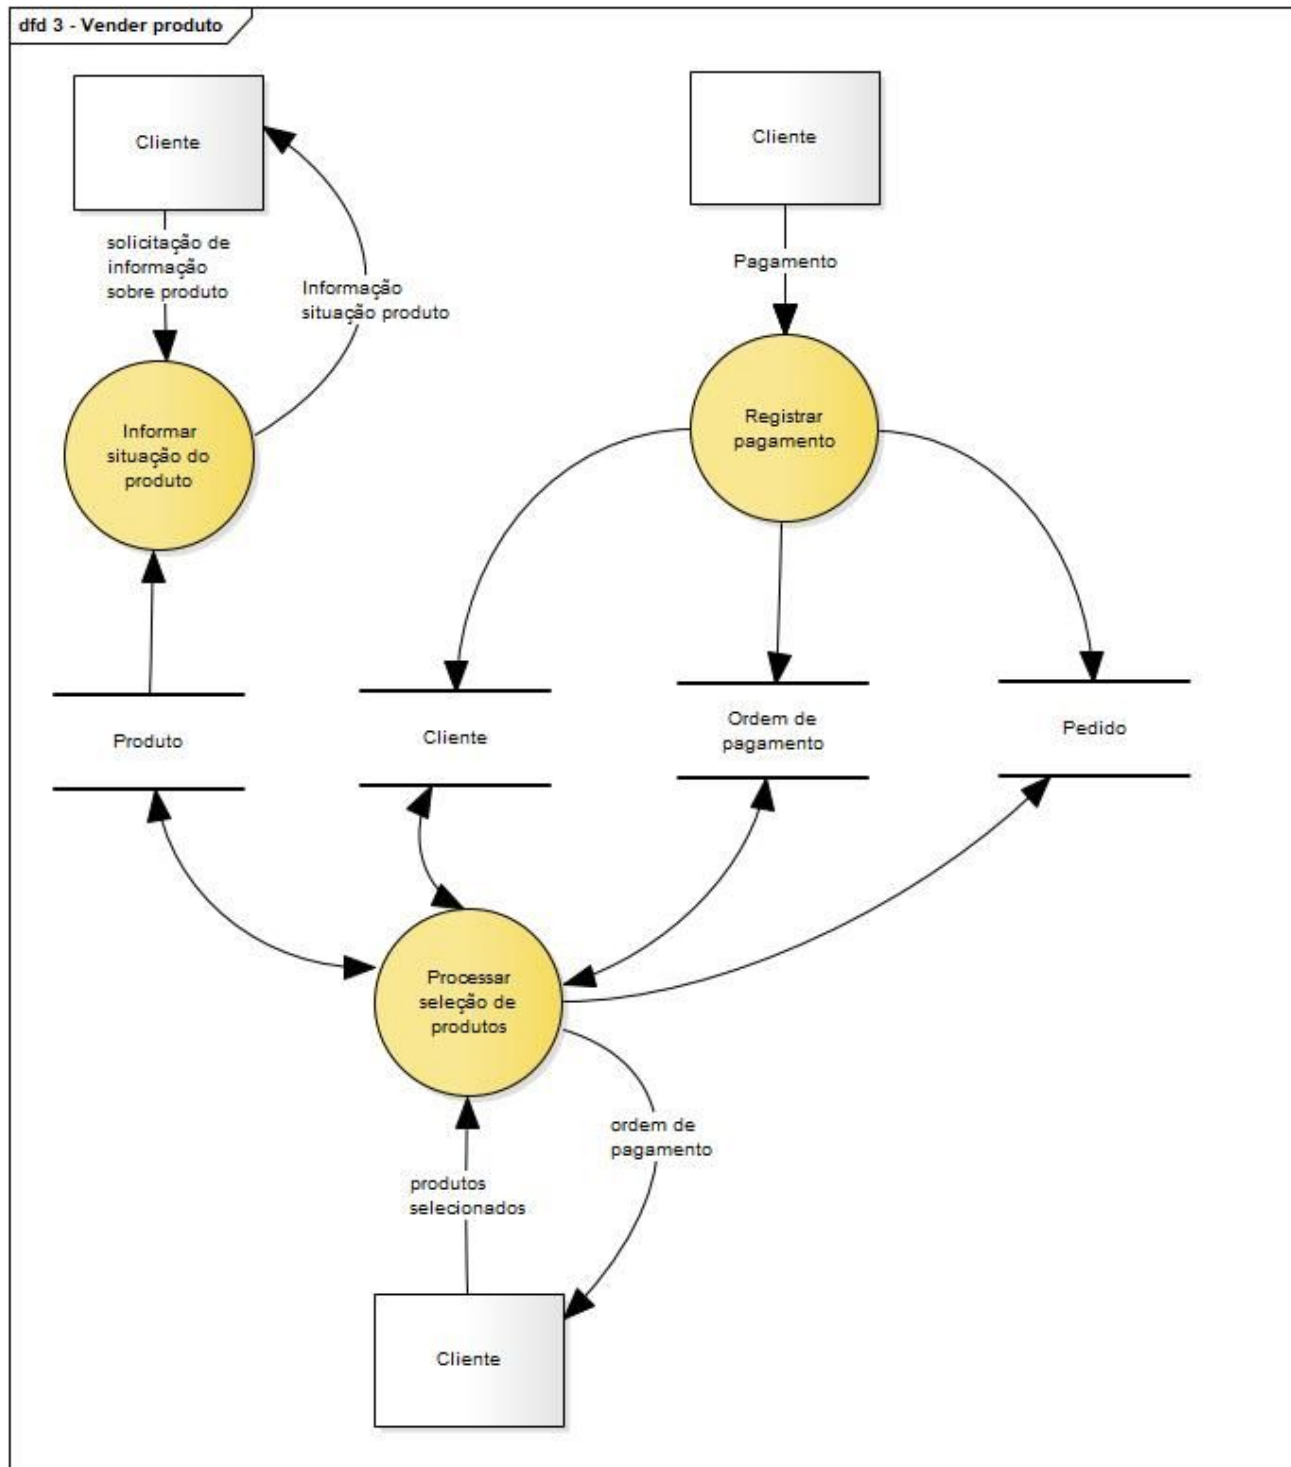 dfd 3 - Vender produto
Cliente
Cliente
solicitação de
informação
sobre produto
Informação
situação produto
Pagamento
Informar
situação do
produto
Registrar
pagamento
Produto
Cliente
Ordem de
pagamento
Pedido
Processar
seleção de
produtos
produtos
selecionados
ordem de
pagamento
Cliente